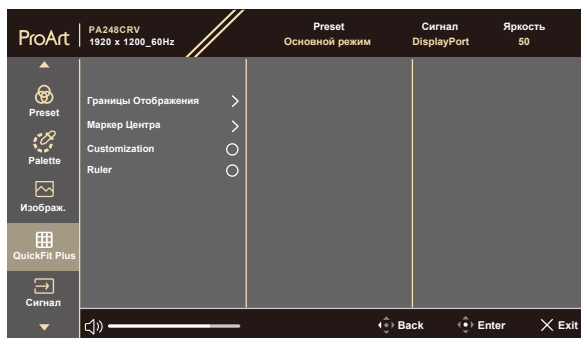 ProArt
PA248CRV
1920 x 1200_60Hz
Preset
Основной режим
Сигнал
DisplayPort
Яркость
50
Preset
Palette
Изображ.
QuickFit Plus
Сигнал
Границы Отображения
Маркер Центра
Customization
Ruler
Back
Enter
Exit